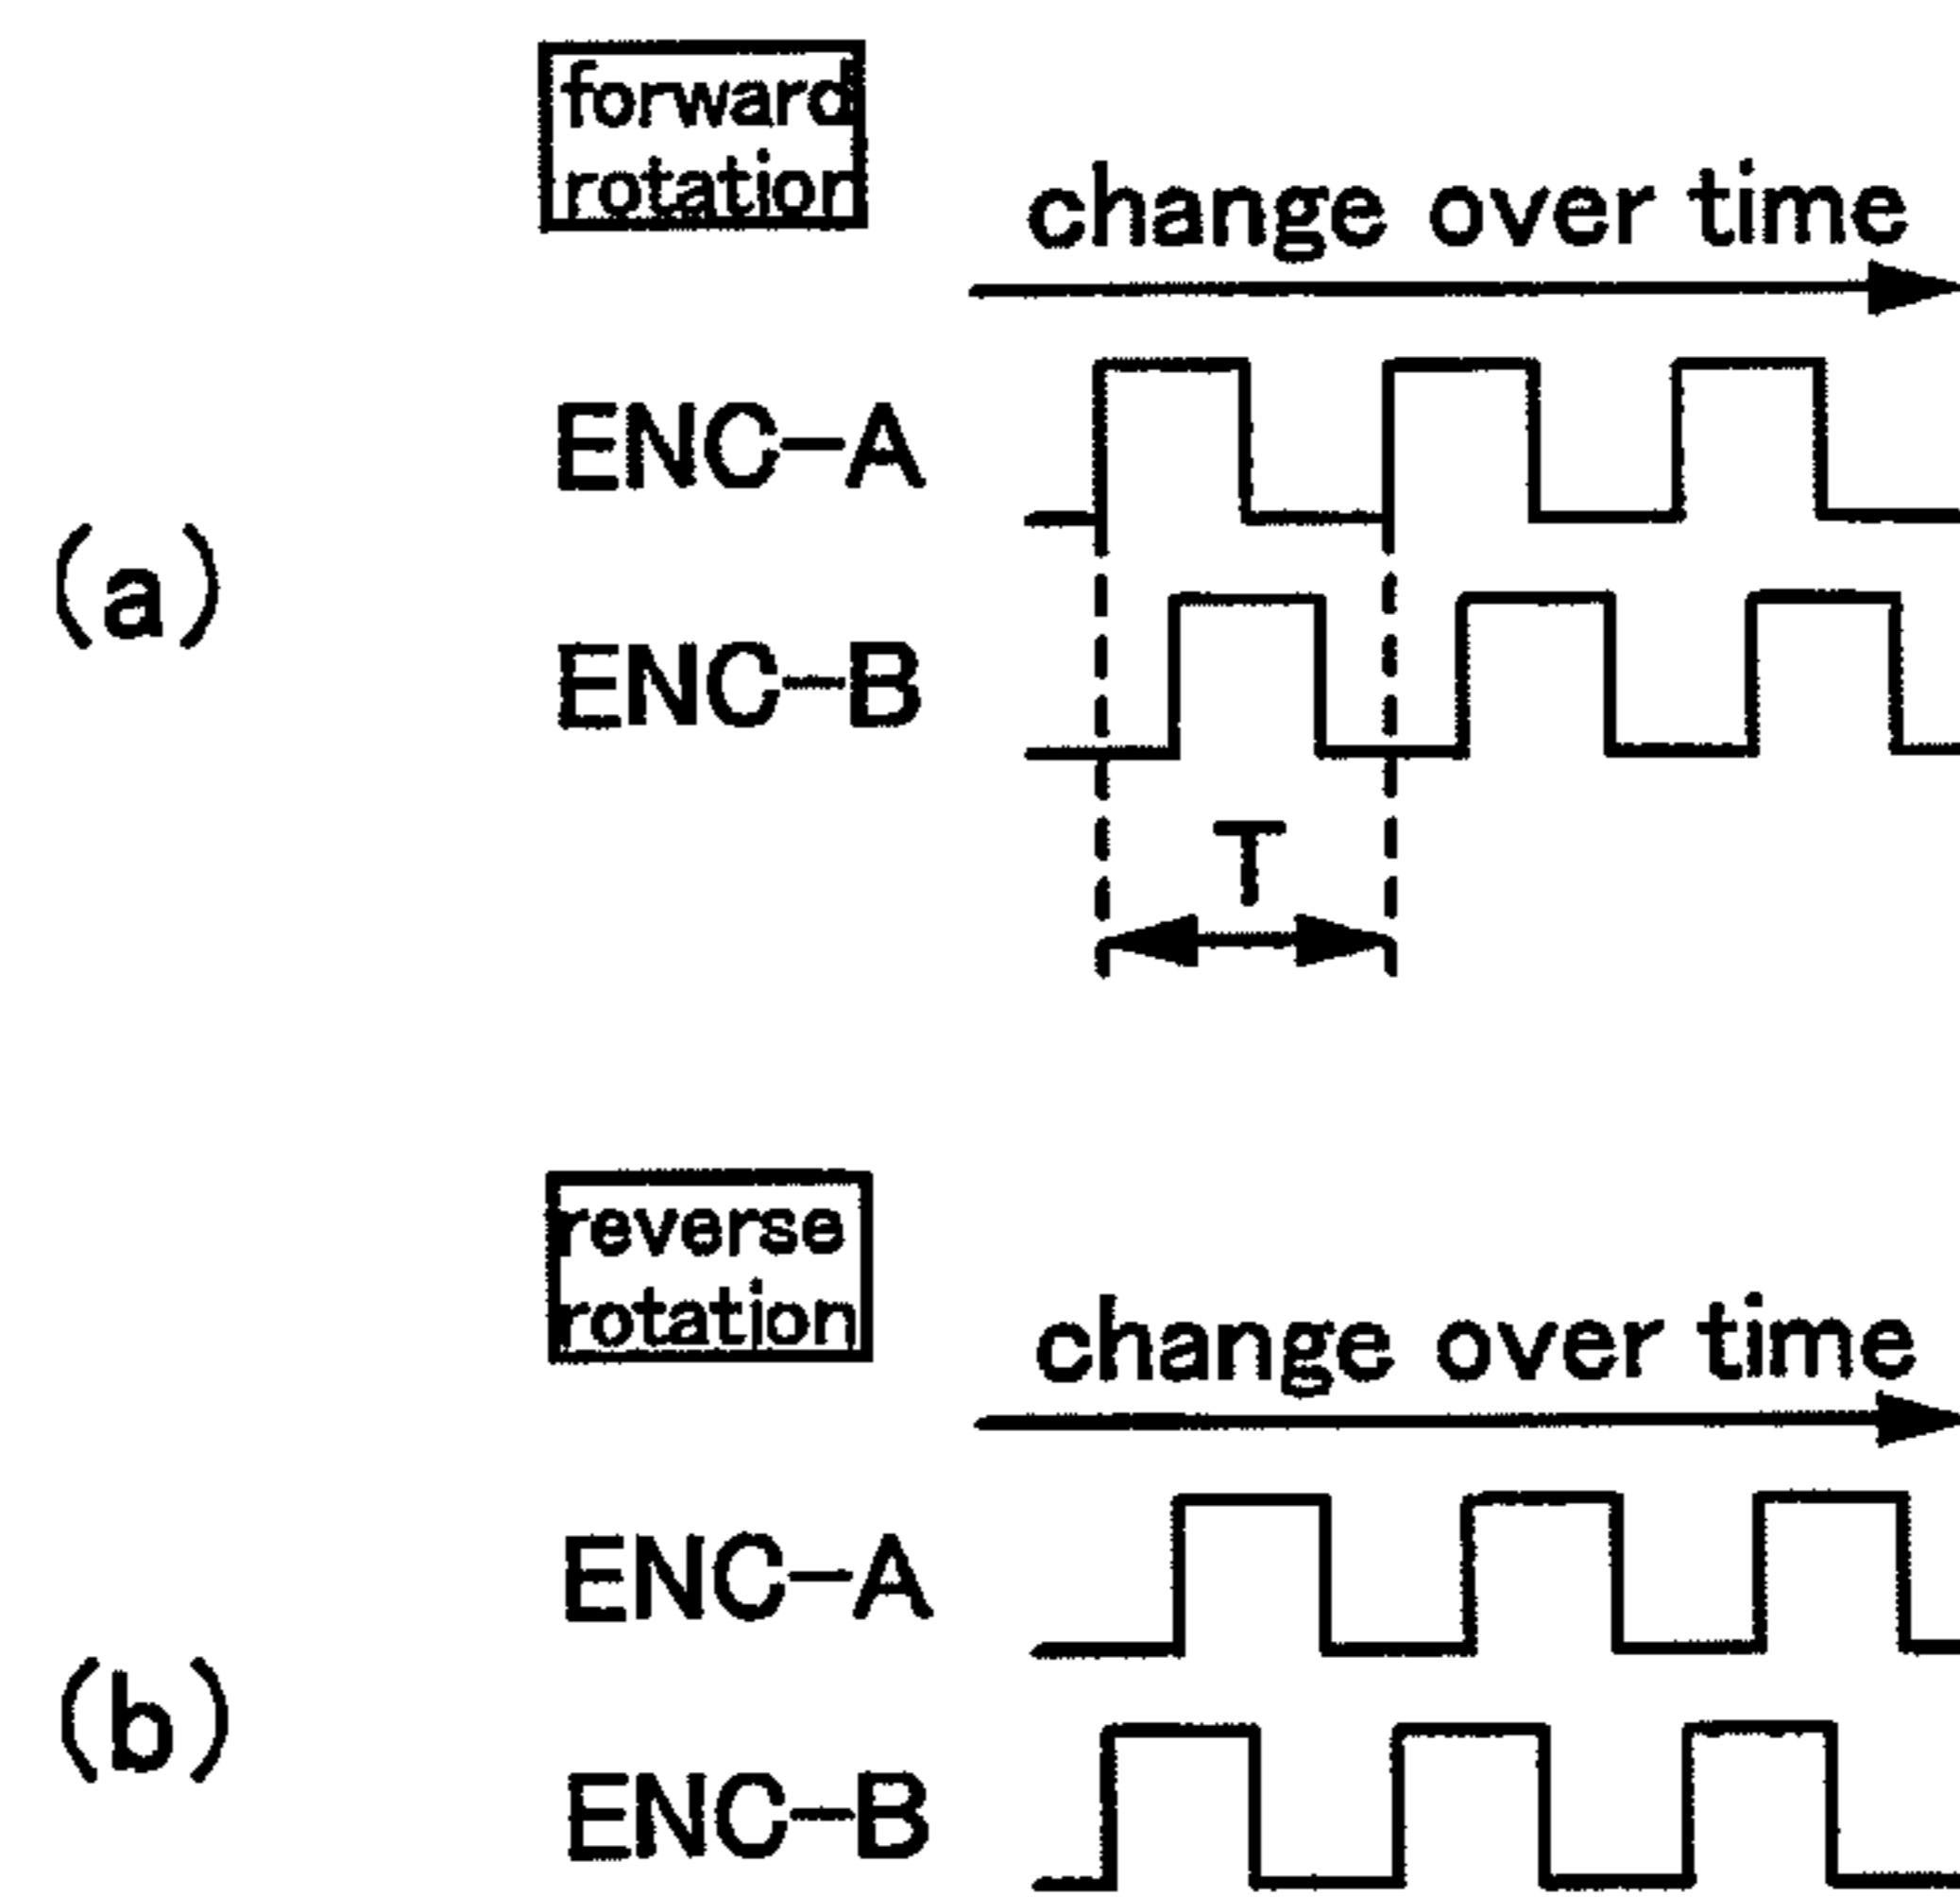 forward
rotation
change over time
ENC-A
(a)
ENC-B
T
reverse
rotation
change over time
ENC-A
(b)
ENC-B